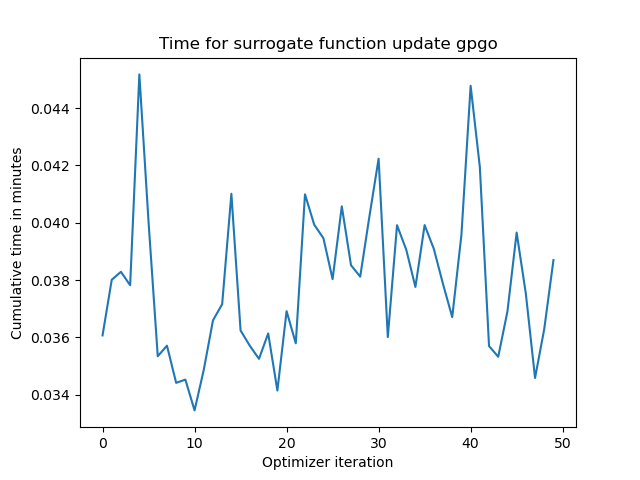 Time for surrogate function update gpgo
Cumulative time in minutes
0.044
0.042
0.040
0.038
0.036
0.034
0 10 20 30 40 50
Optimizer iteration